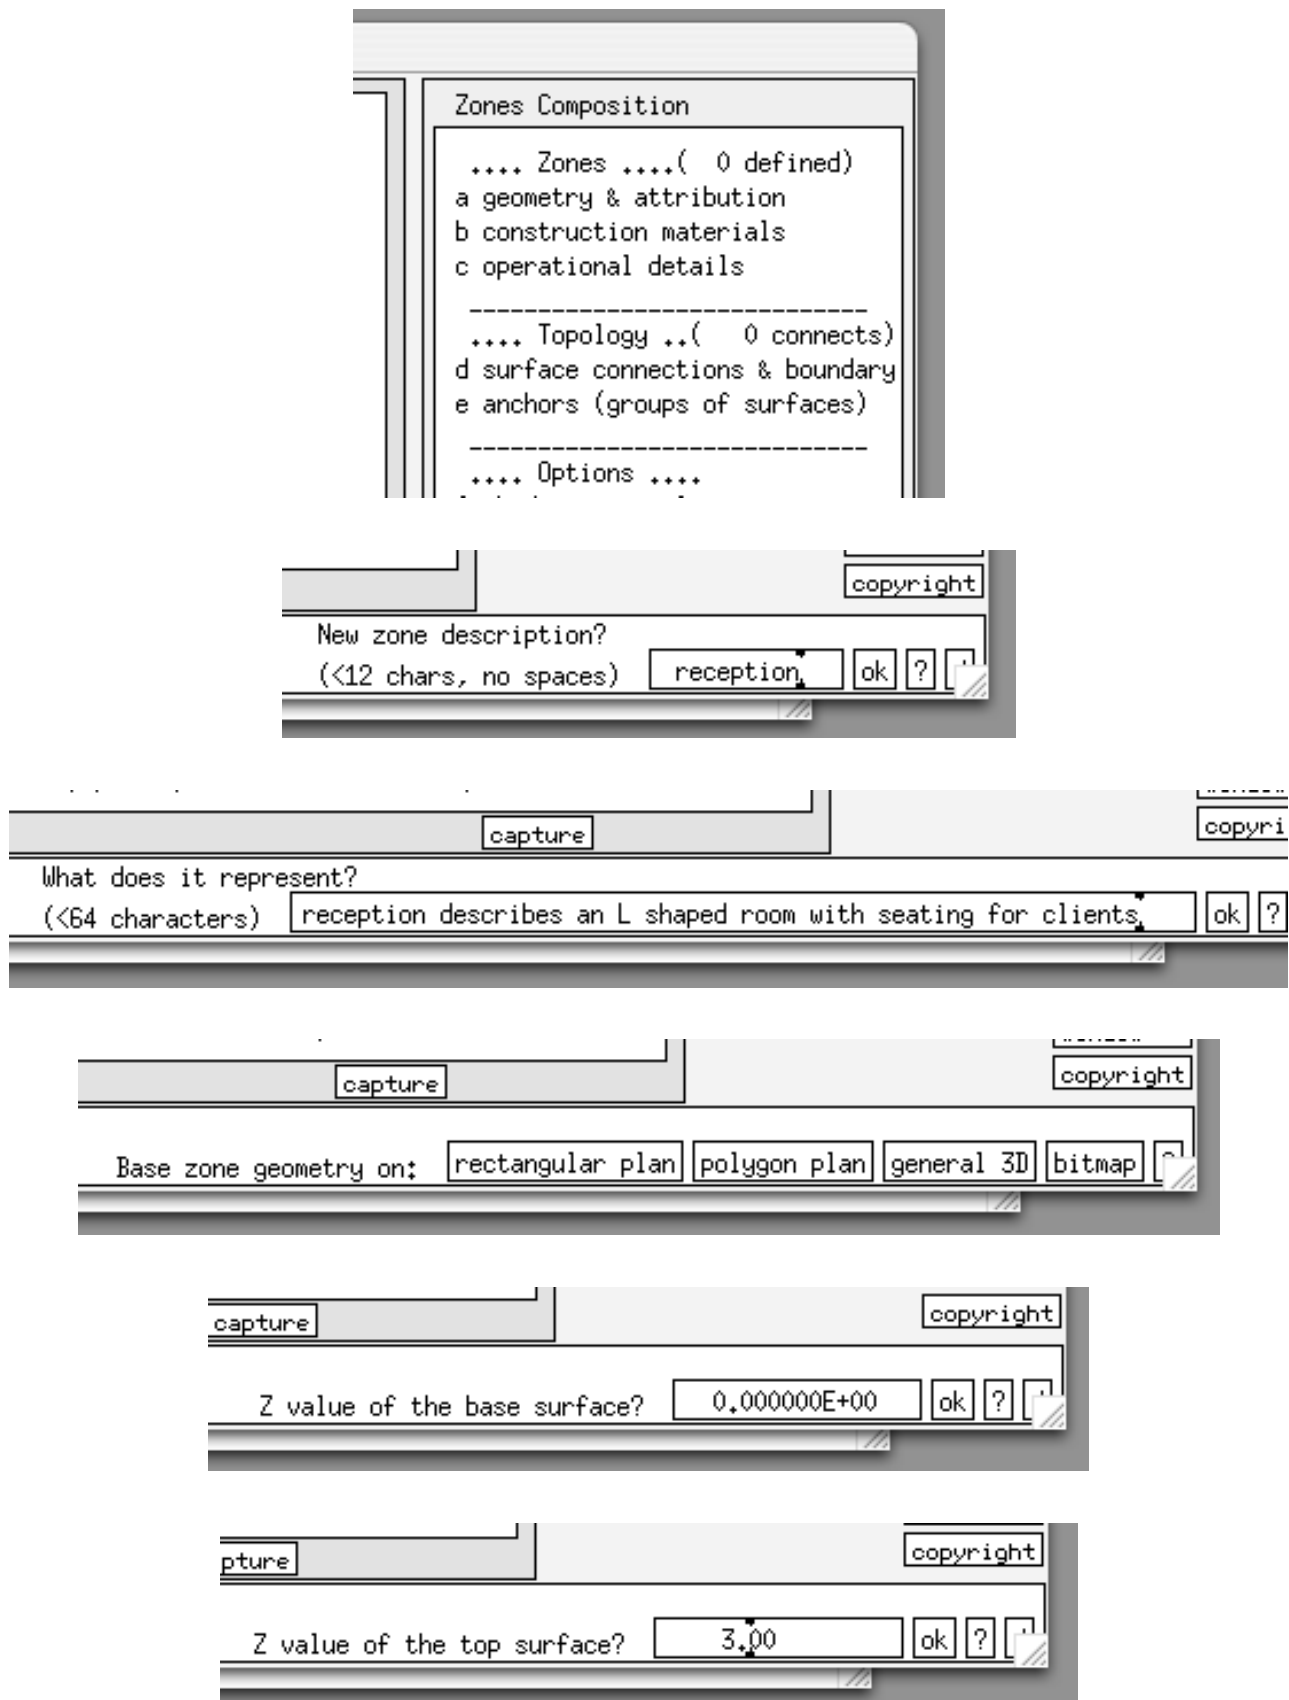 Zones Composition
.... Zones ....(  0 defined)
a geometry & attribution
b construction materials
c operational details
_____________________________
.... Topology ..(   0 connects)
d surface connections & boundary
e anchors (groups of surfaces)
_____________________________
.... Options ....
copyright
New zone description?
(<12 chars, no spaces) reception ok ?
capture copyri
What does it represent?
(<64 characters) reception describes an L shaped room with seating for clients ok ?
capture copyright
Base zone geometry on: rectangular plan polygon plan general 3D bitmap ?
capture copyright
Z value of the base surface? 0.000000E+00 ok ?
pture copyright
Z value of the top surface? 3.00 ok ?